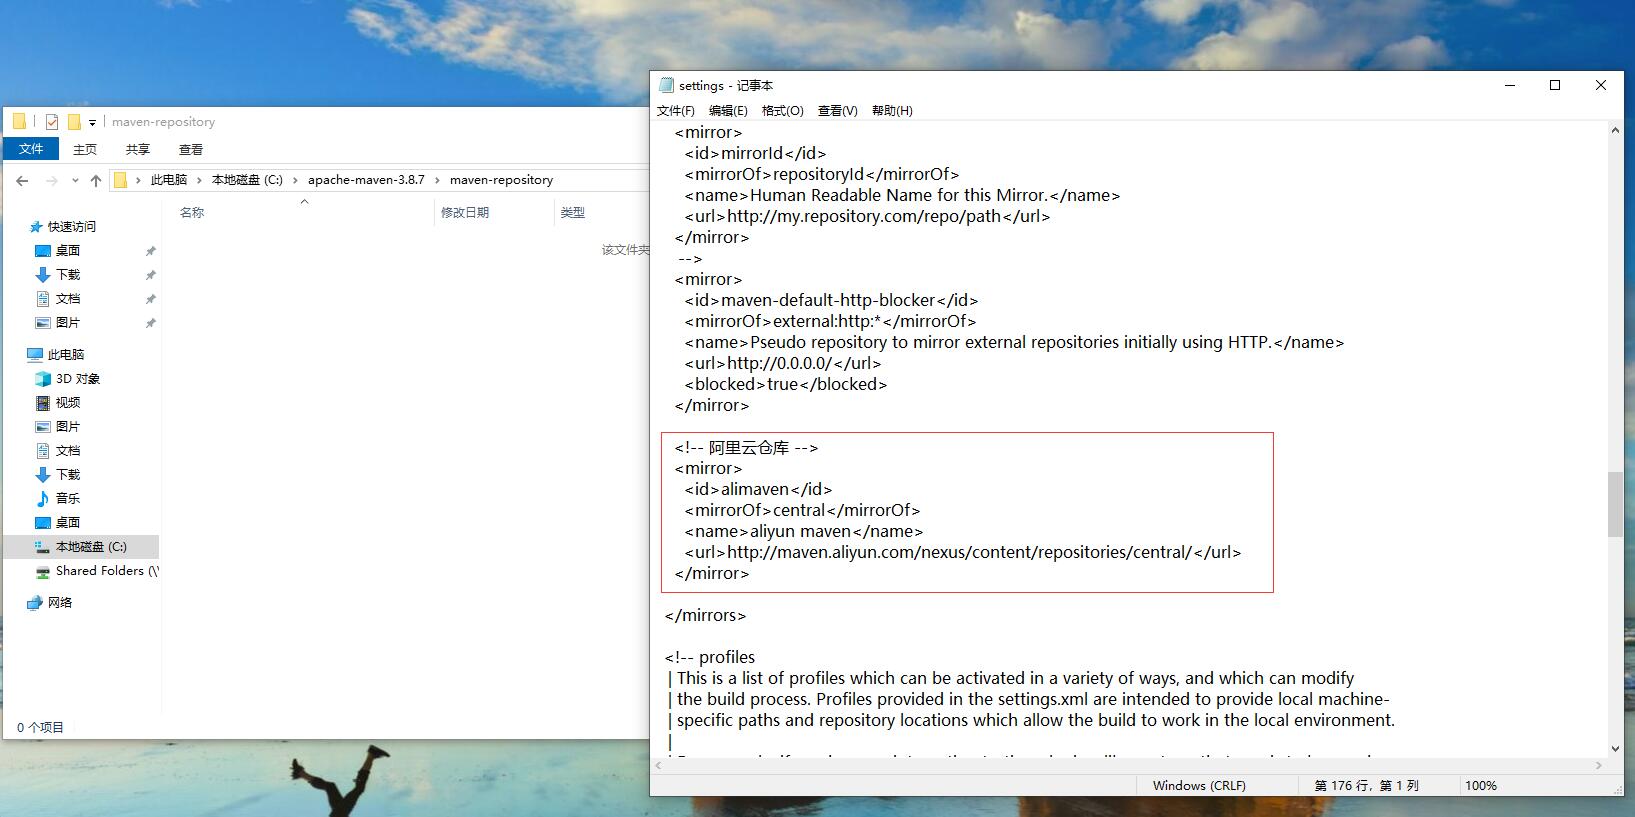 maven-repository
文件 主页 共享 查看
此电脑 本地磁盘 (C:) apache-maven-3.8.7 maven-repository
名称 修改日期 类型
该文件夹
快速访问
桌面
下载
文档
图片
此电脑
3D 对象
视频
图片
文档
下载
音乐
桌面
本地磁盘 (C:)
Shared Folders (\\
网络
0 个项目
settings - 记事本
文件(F) 编辑(E) 格式(O) 查看(V) 帮助(H)
<mirror>
<id>mirrorId</id>
<mirrorOf>repositoryId</mirrorOf>
<name>Human Readable Name for this Mirror.</name>
<url>http://my.repository.com/repo/path</url>
</mirror>
-->
<mirror>
<id>maven-default-http-blocker</id>
<mirrorOf>external:http:*</mirrorOf>
<name>Pseudo repository to mirror external repositories initially using HTTP.</name>
<url>http://0.0.0.0/</url>
<blocked>true</blocked>
</mirror>
<!-- 阿里云仓库 -->
<mirror>
<id>alimaven</id>
<mirrorOf>central</mirrorOf>
<name>aliyun maven</name>
<url>http://maven.aliyun.com/nexus/content/repositories/central/</url>
</mirror>
</mirrors>
<!-- profiles
| This is a list of profiles which can be activated in a variety of ways, and which can modify
| the build process. Profiles provided in the settings.xml are intended to provide local machine-
| specific paths and repository locations which allow the build to work in the local environment.
|
Windows (CRLF) 第 176 行，第 1 列 100%